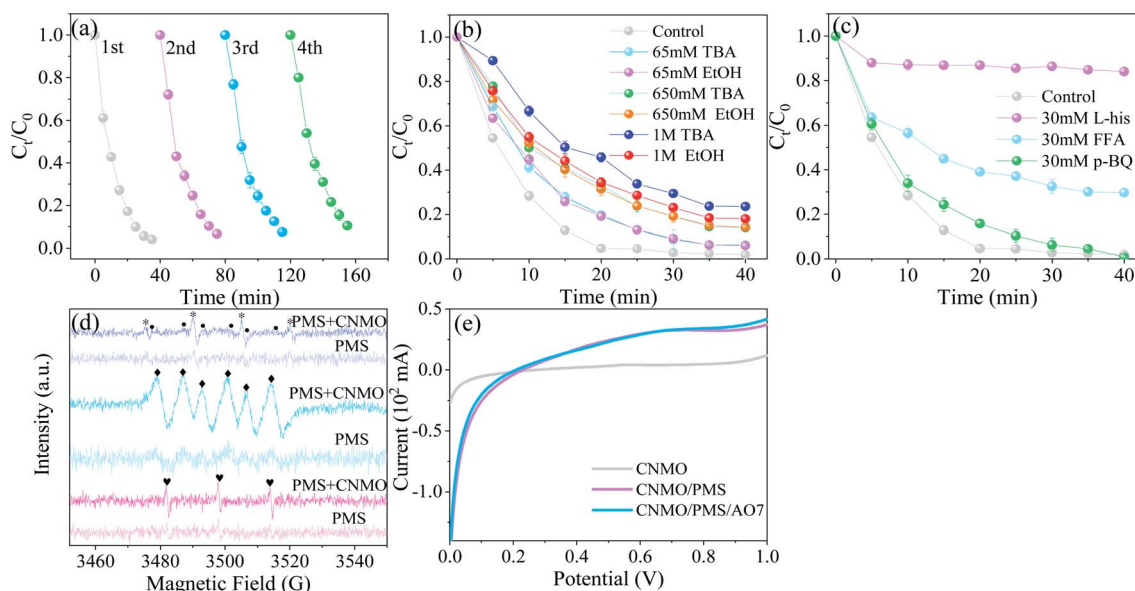 (a)
1st
2nd
3rd
4th
1.0
0.8
0.6
0.4
0.2
0.0
Ct/C0
0
40
80
120
160
Time (min)
(b)
Control
65mM TBA
65mM EtOH
650mM TBA
650mM EtOH
1M TBA
1M EtOH
1.0
0.8
0.6
0.4
0.2
0.0
Ct/C0
0
10
20
30
40
Time (min)
(c)
Control
30mM L-his
30mM FFA
30mM p-BQ
1.0
0.8
0.6
0.4
0.2
0.0
Ct/C0
0
10
20
30
40
Time (min)
(d)
PMS+CNMO
PMS
PMS+CNMO
PMS
PMS+CNMO
PMS
Intensity (a.u.)
3460
3480
3500
3520
3540
Magnetic Field (G)
(e)
0.5
0.0
-0.5
-1.0
Current (10² mA)
CNMO
CNMO/PMS
CNMO/PMS/AO7
0.0
0.2
0.4
0.6
0.8
1.0
Potential (V)